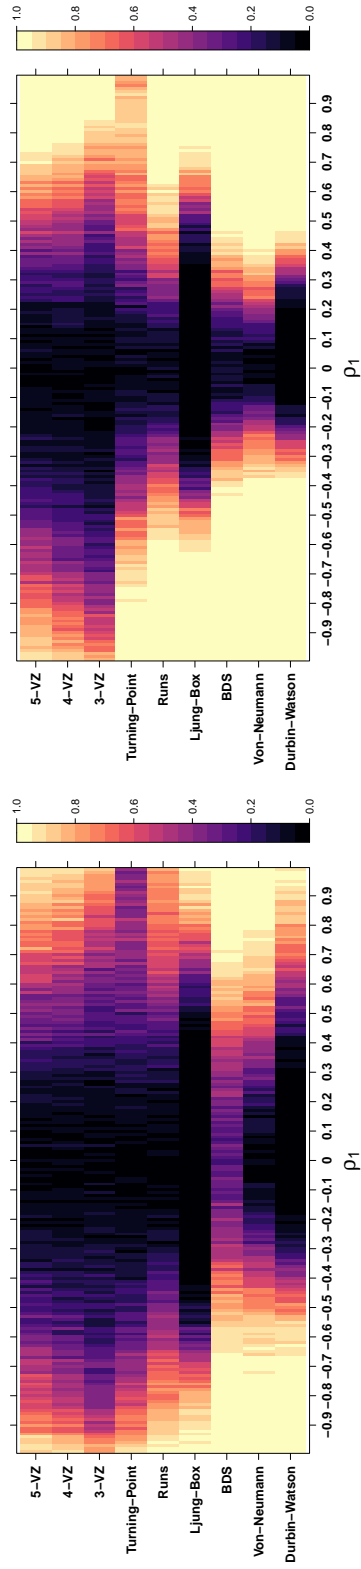 5−VZ
4−VZ
3−VZ
Turning−Point
Runs
Ljung−Box
BDS
Von−Neumann
Durbin−Watson
−0.9 −0.8 −0.7 −0.6 −0.5 −0.4 −0.3 −0.2 −0.1 0 0.1 0.2 0.3 0.4 0.5 0.6 0.7 0.8 0.9
ρ1
1.0
0.8
0.6
0.4
0.2
0.0
5−VZ
4−VZ
3−VZ
Turning−Point
Runs
Ljung−Box
BDS
Von−Neumann
Durbin−Watson
−0.9 −0.8 −0.7 −0.6 −0.5 −0.4 −0.3 −0.2 −0.1 0 0.1 0.2 0.3 0.4 0.5 0.6 0.7 0.8 0.9
ρ1
1.0
0.8
0.6
0.4
0.2
0.0